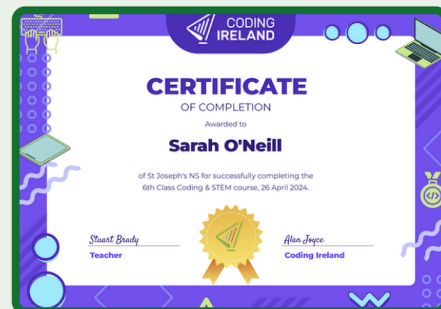 CODING
IRELAND
CERTIFICATE
OF COMPLETION
Awarded to
Sarah O'Neill
of St Joseph's NS for successfully completing the
6th Class Coding & STEM course, 26 April 2024.
Stuart Brady
Alan Joyce
Teacher
Coding Ireland